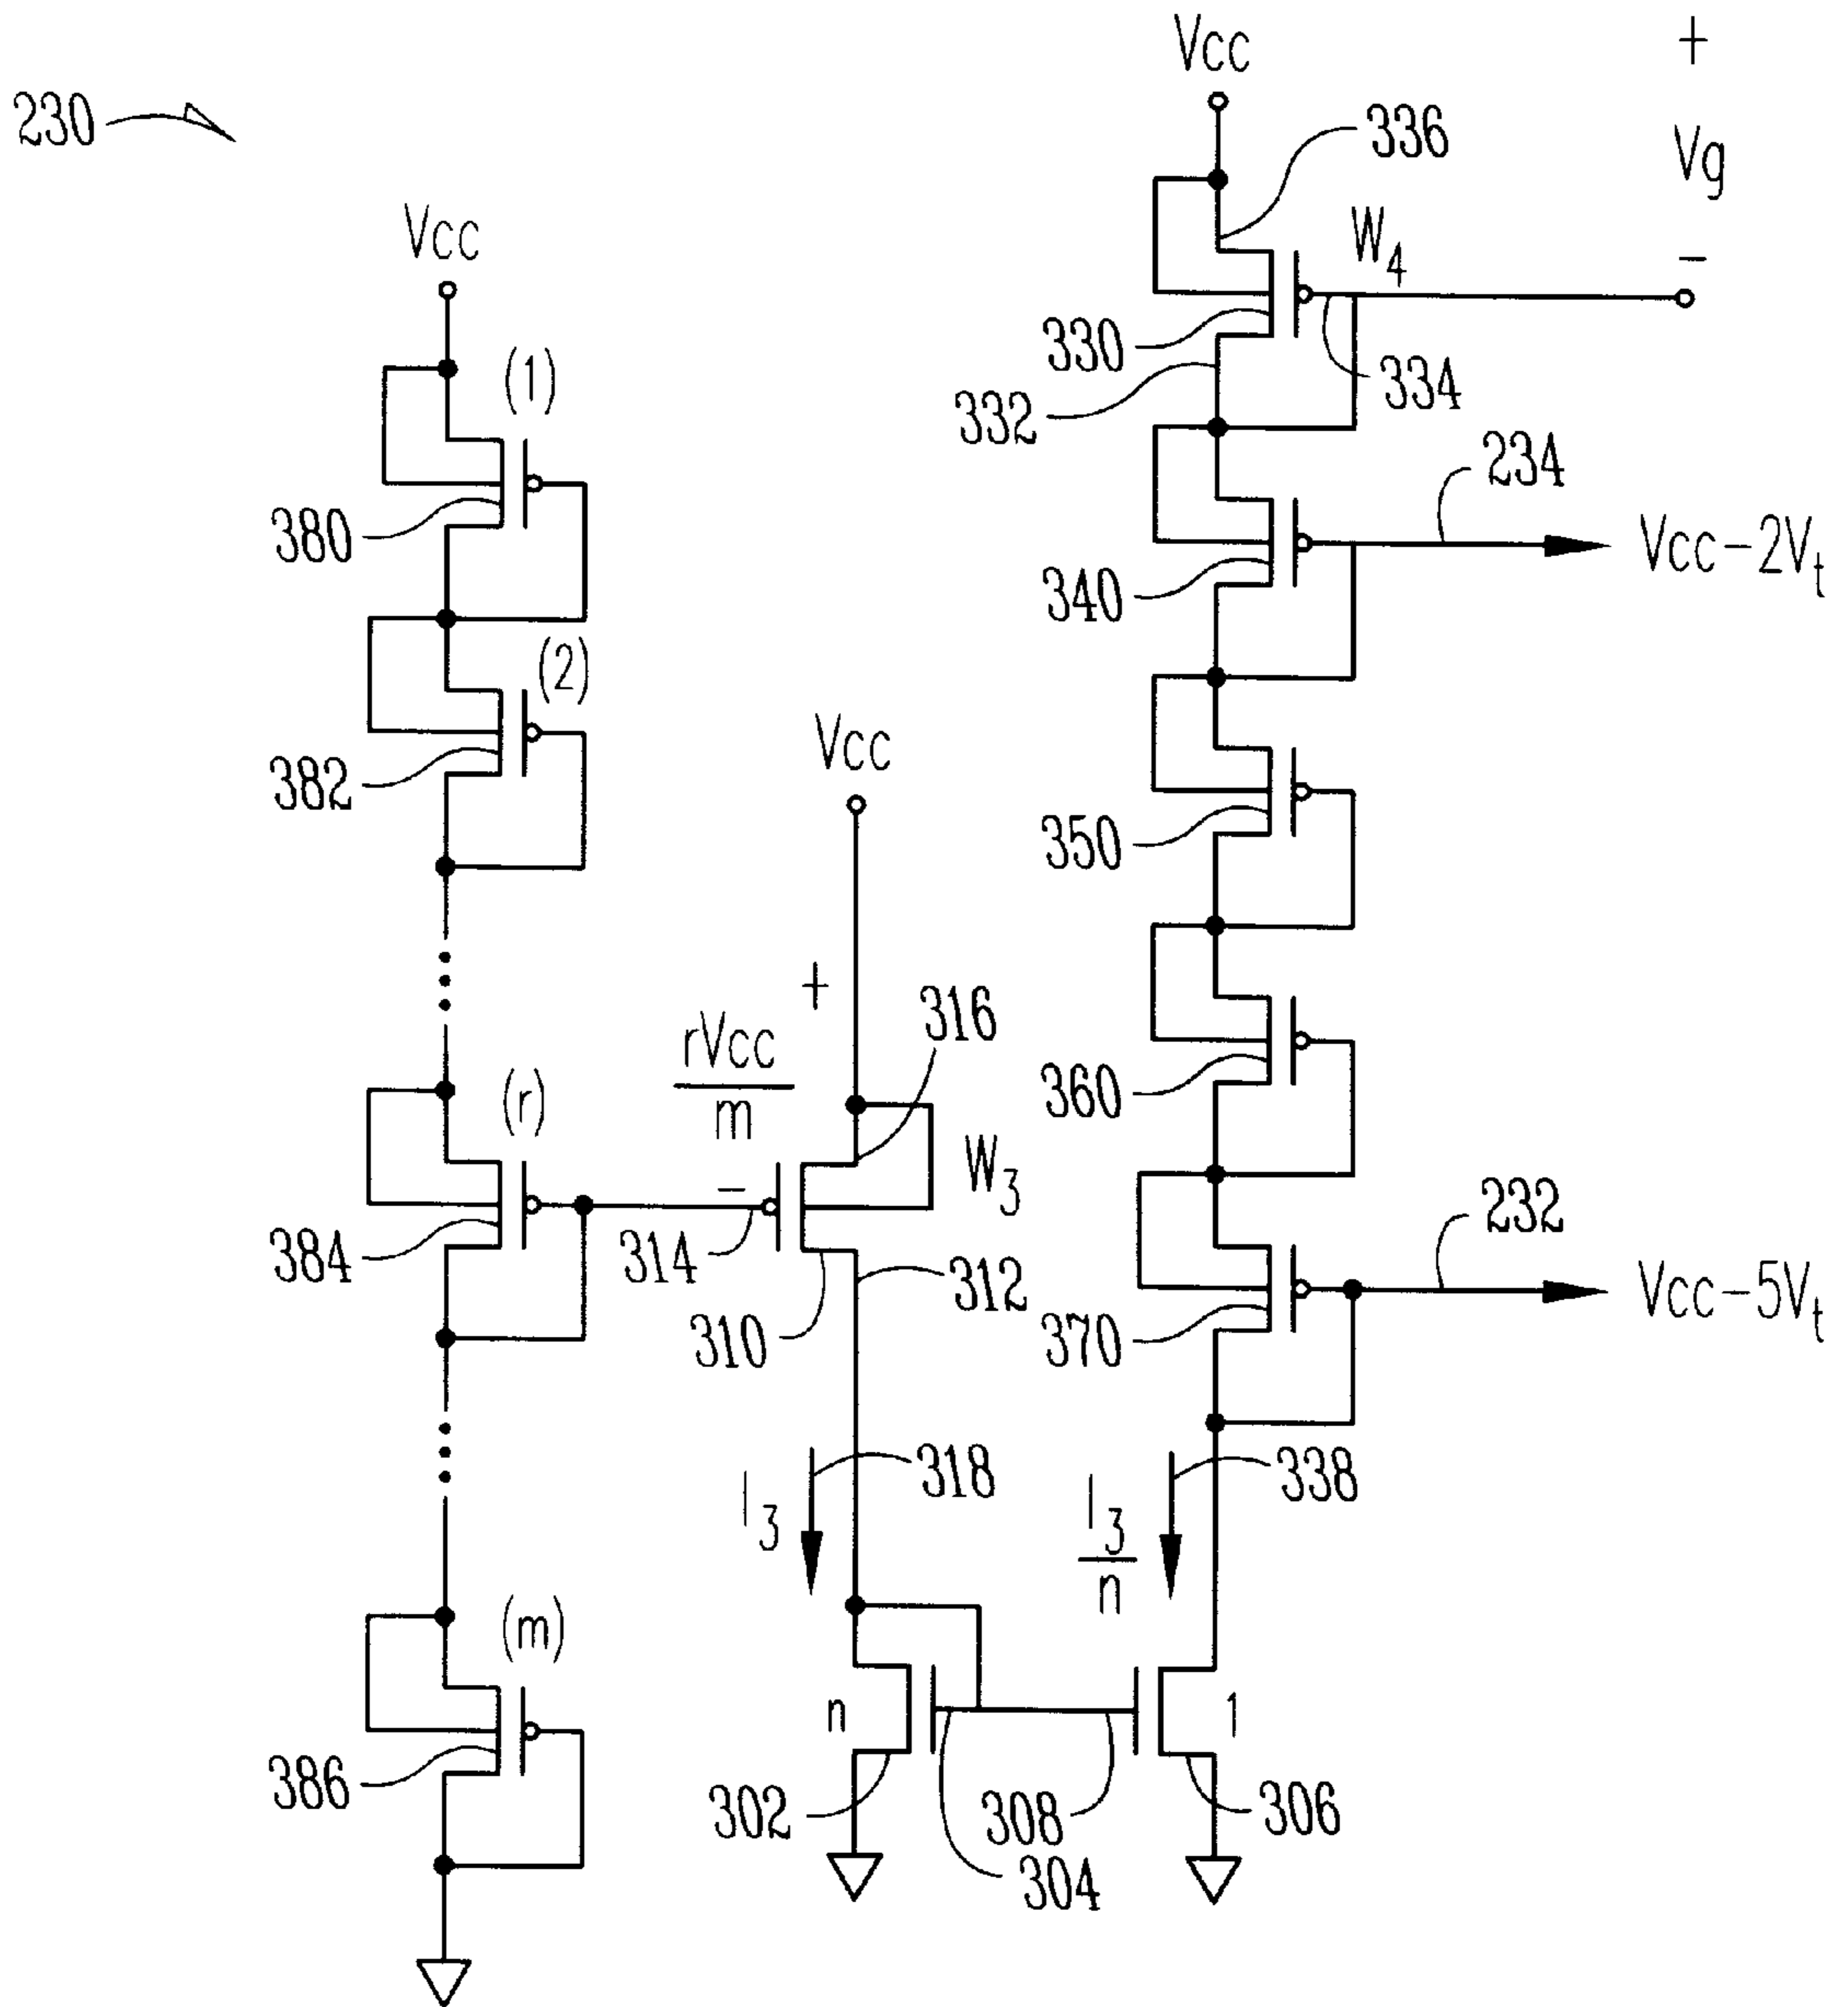 230
Vcc
+
Vg
-
336
W4
330
334
332
Vcc
(1)
380
234
Vcc-2Vt
340
(2)
382
Vcc
350
+
316
rVcc
m
-
(r)
384
314
W3
312
310
360
232
Vcc-5Vt
370
318
I3
338
I3
n
(m)
386
n
302
304
308
1
306